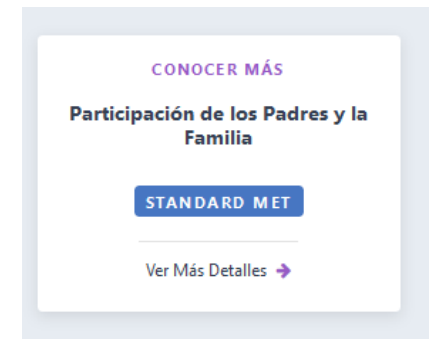 CONOCER MÁS
Participación de los Padres y la
Familia
STANDARD MET
Ver Más Detalles